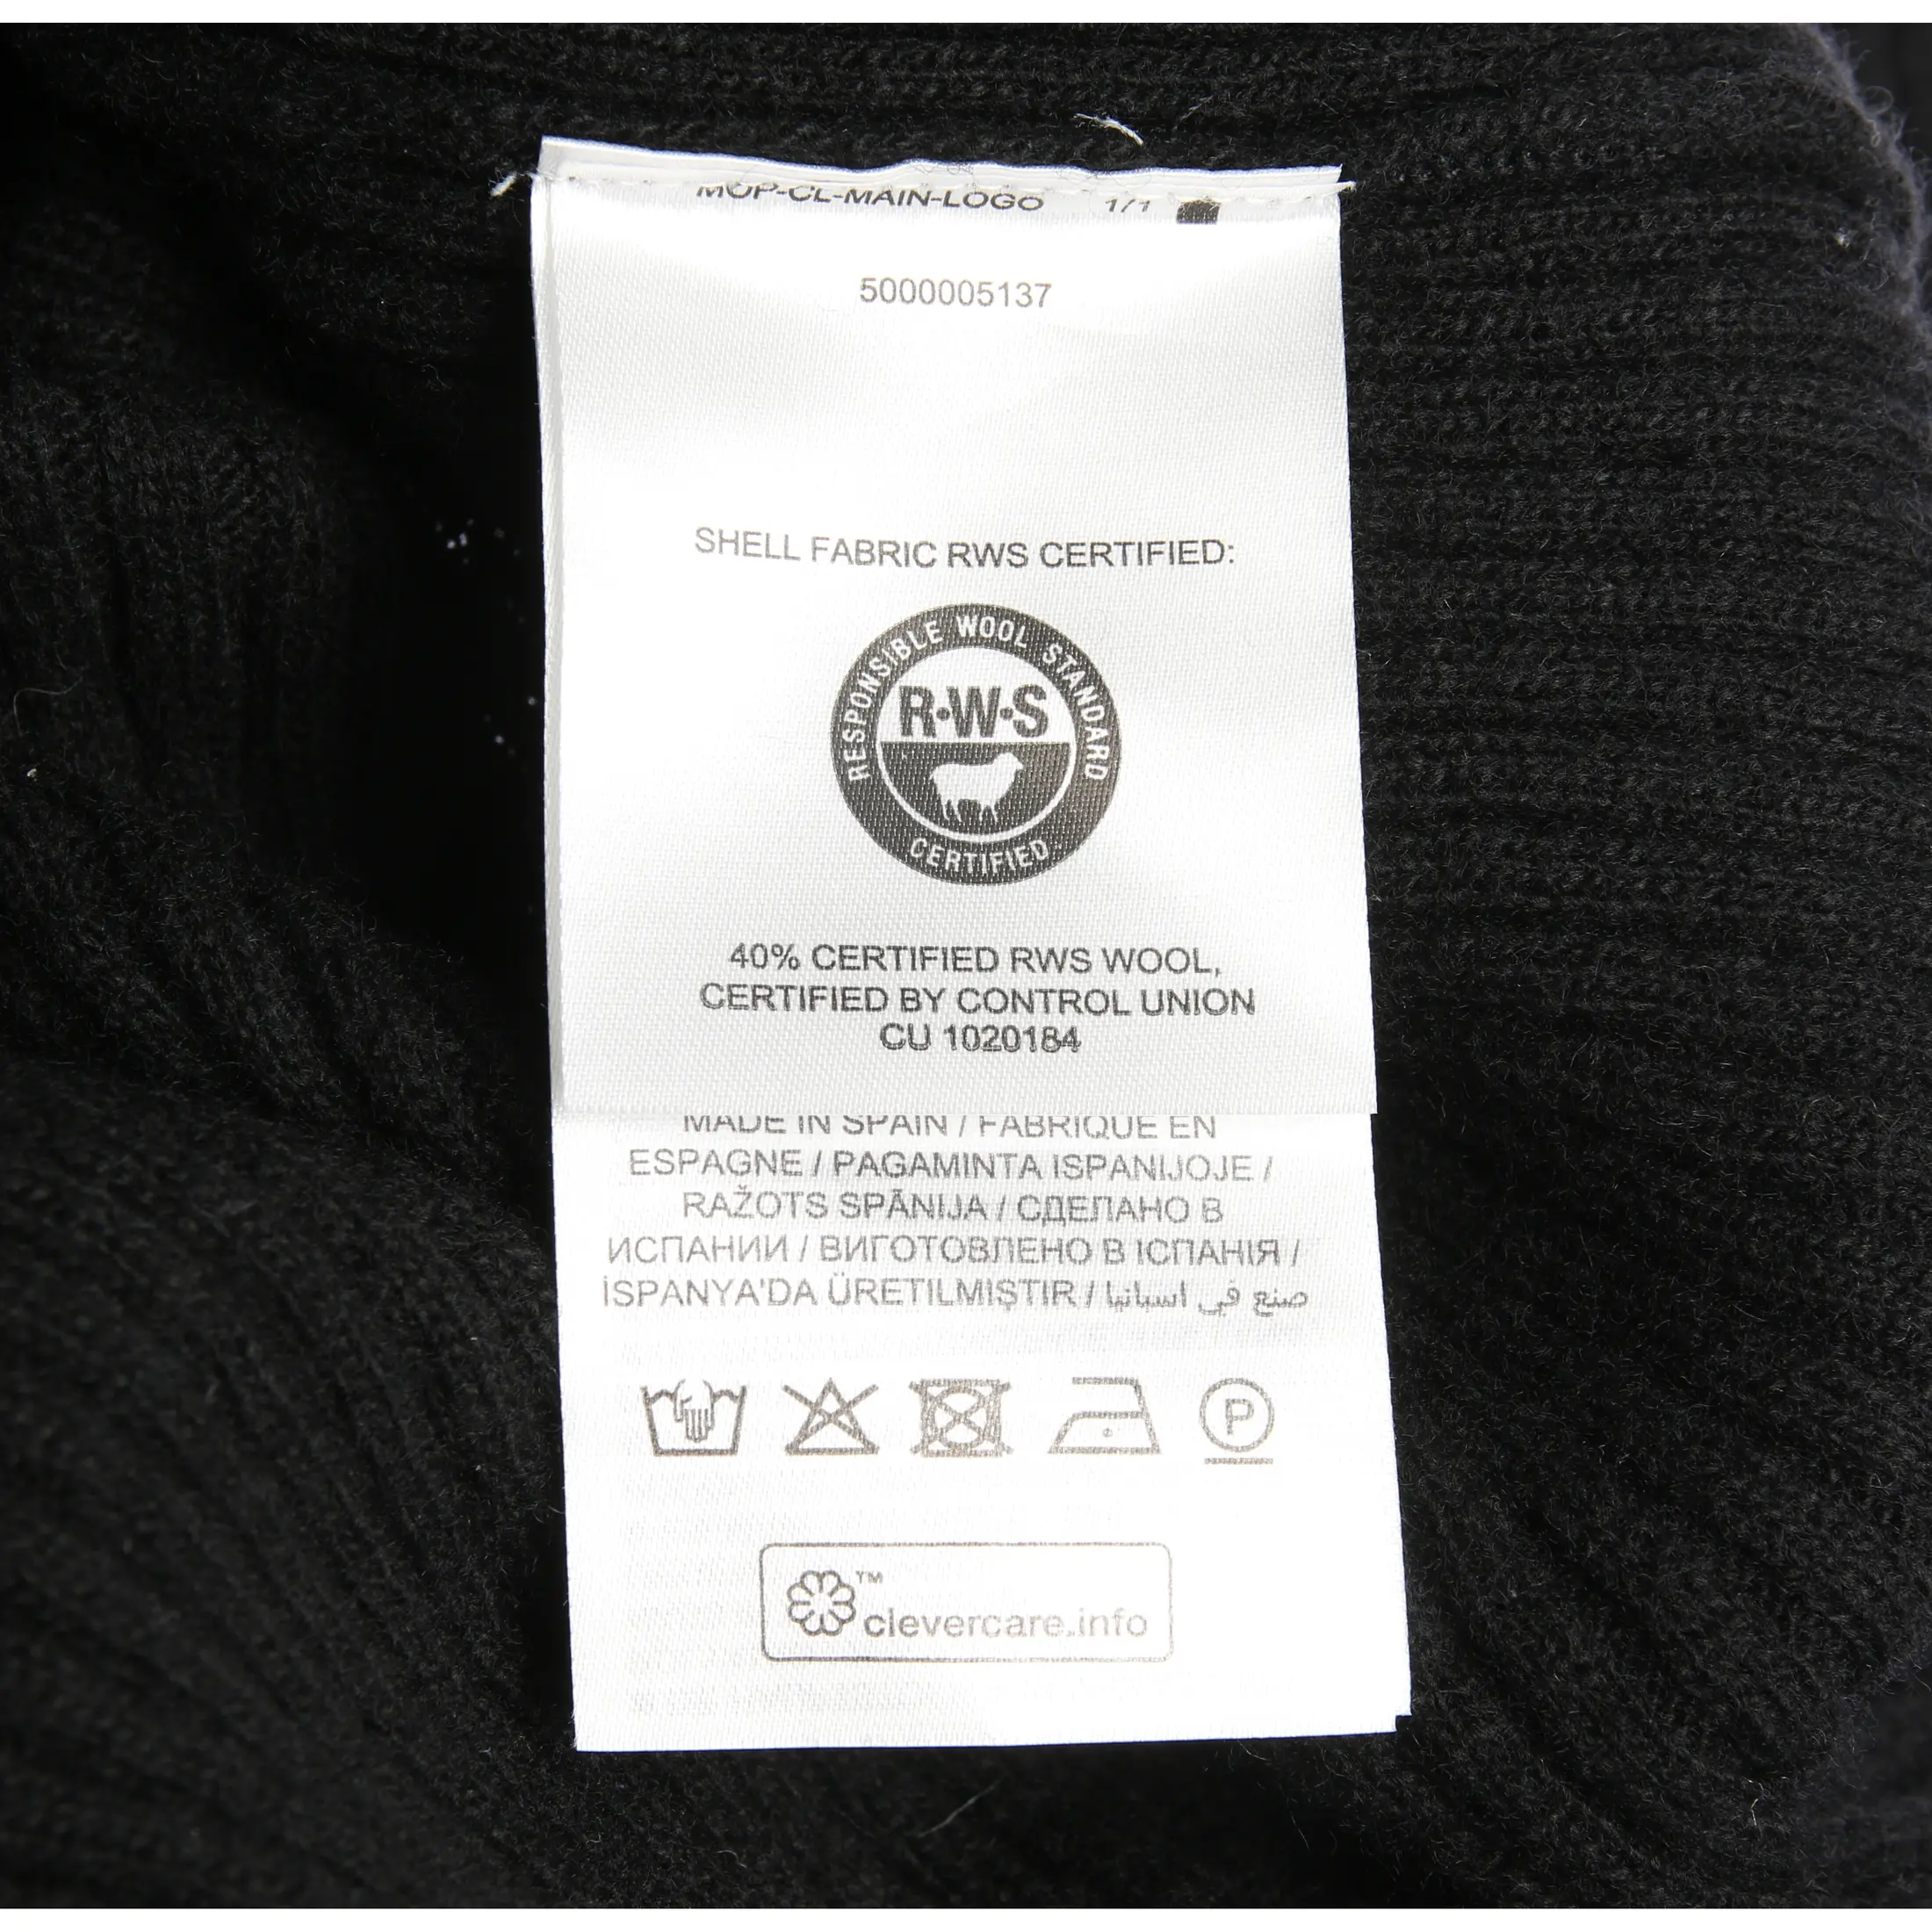 MOP-CL-MAIN-LOGO 1/1
5000005137
SHELL FABRIC RWS CERTIFIED:
RESPONSIBLE WOOL STANDARD
R·W·S
CERTIFIED
40% CERTIFIED RWS WOOL,
CERTIFIED BY CONTROL UNION
CU 1020184
MADE IN SPAIN / FABRIQUE EN
ESPAGNE / PAGAMINTA ISPANIJOJE /
RAŽOTS SPĀNIJA / СДЕЛАНО В
ИСПАНИИ / ВИГОТОВЛЕНО В ІСПАНІЯ /
İSPANYA'DA ÜRETILMIŞTIR / صنع في اسبانيا
P
™
clevercare.info